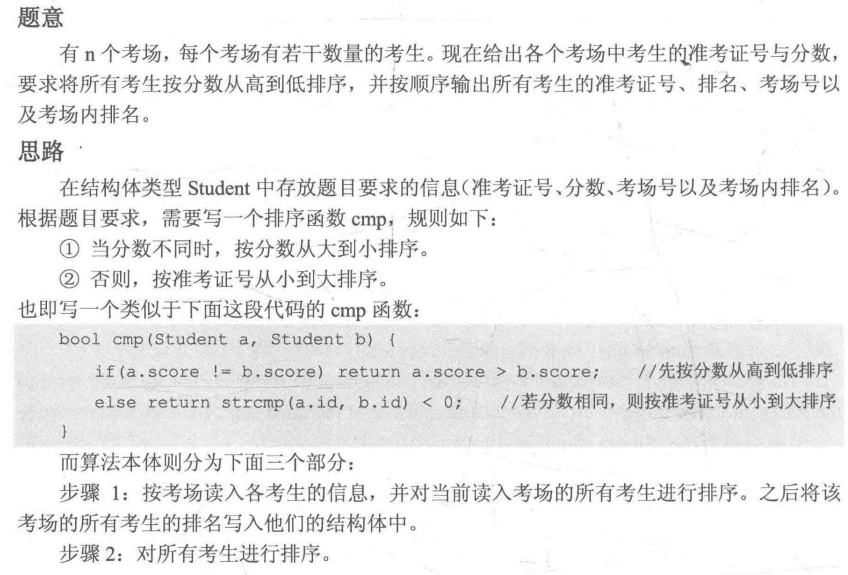 题意
有 n 个考场，每个考场有若干数量的考生。现在给出各个考场中考生的准考证号与分数，
要求将所有考生按分数从高到低排序，并按顺序输出所有考生的准考证号、排名、考场号以
及考场内排名。
思路
在结构体类型 Student 中存放题目要求的信息(准考证号、分数、考场号以及考场内排名)。
根据题目要求，需要写一个排序函数 cmp，规则如下：
① 当分数不同时，按分数从大到小排序。
② 否则，按准考证号从小到大排序。
也即写一个类似于下面这段代码的 cmp 函数：
bool cmp(Student a, Student b) {
if(a.score != b.score) return a.score > b.score; //先按分数从高到低排序
else return strcmp(a.id, b.id) < 0; //若分数相同，则按准考证号从小到大排序
}
而算法本体则分为下面三个部分：
步骤 1：按考场读入各考生的信息，并对当前读入考场的所有考生进行排序。之后将该
考场的所有考生的排名写入他们的结构体中。
步骤 2：对所有考生进行排序。